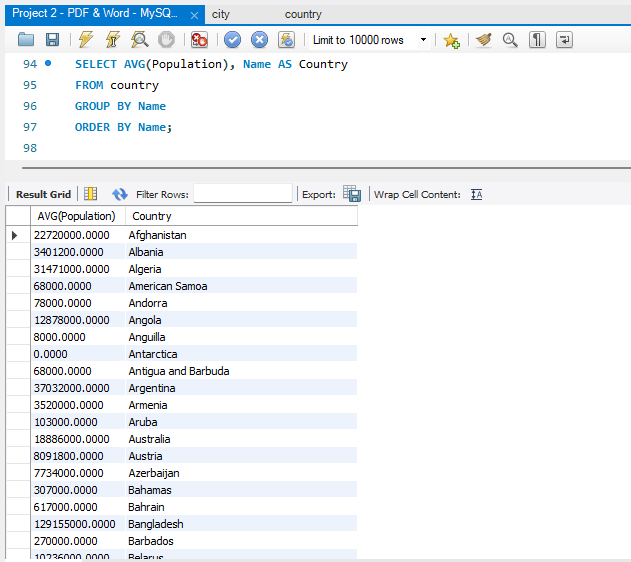 Project 2 - PDF & Word - MySQ... × city country
Limit to 10000 rows
94 SELECT AVG(Population), Name AS Country
95 FROM country
96 GROUP BY Name
97 ORDER BY Name;
98
Result Grid Filter Rows: Export: Wrap Cell Content:
AVG(Population) Country
22720000.0000 Afghanistan
3401200.0000 Albania
31471000.0000 Algeria
68000.0000 American Samoa
78000.0000 Andorra
12878000.0000 Angola
8000.0000 Anguilla
0.0000 Antarctica
68000.0000 Antigua and Barbuda
37032000.0000 Argentina
3520000.0000 Armenia
103000.0000 Aruba
18886000.0000 Australia
8091800.0000 Austria
7734000.0000 Azerbaijan
307000.0000 Bahamas
617000.0000 Bahrain
129155000.0000 Bangladesh
270000.0000 Barbados
10236000.0000 Belarus